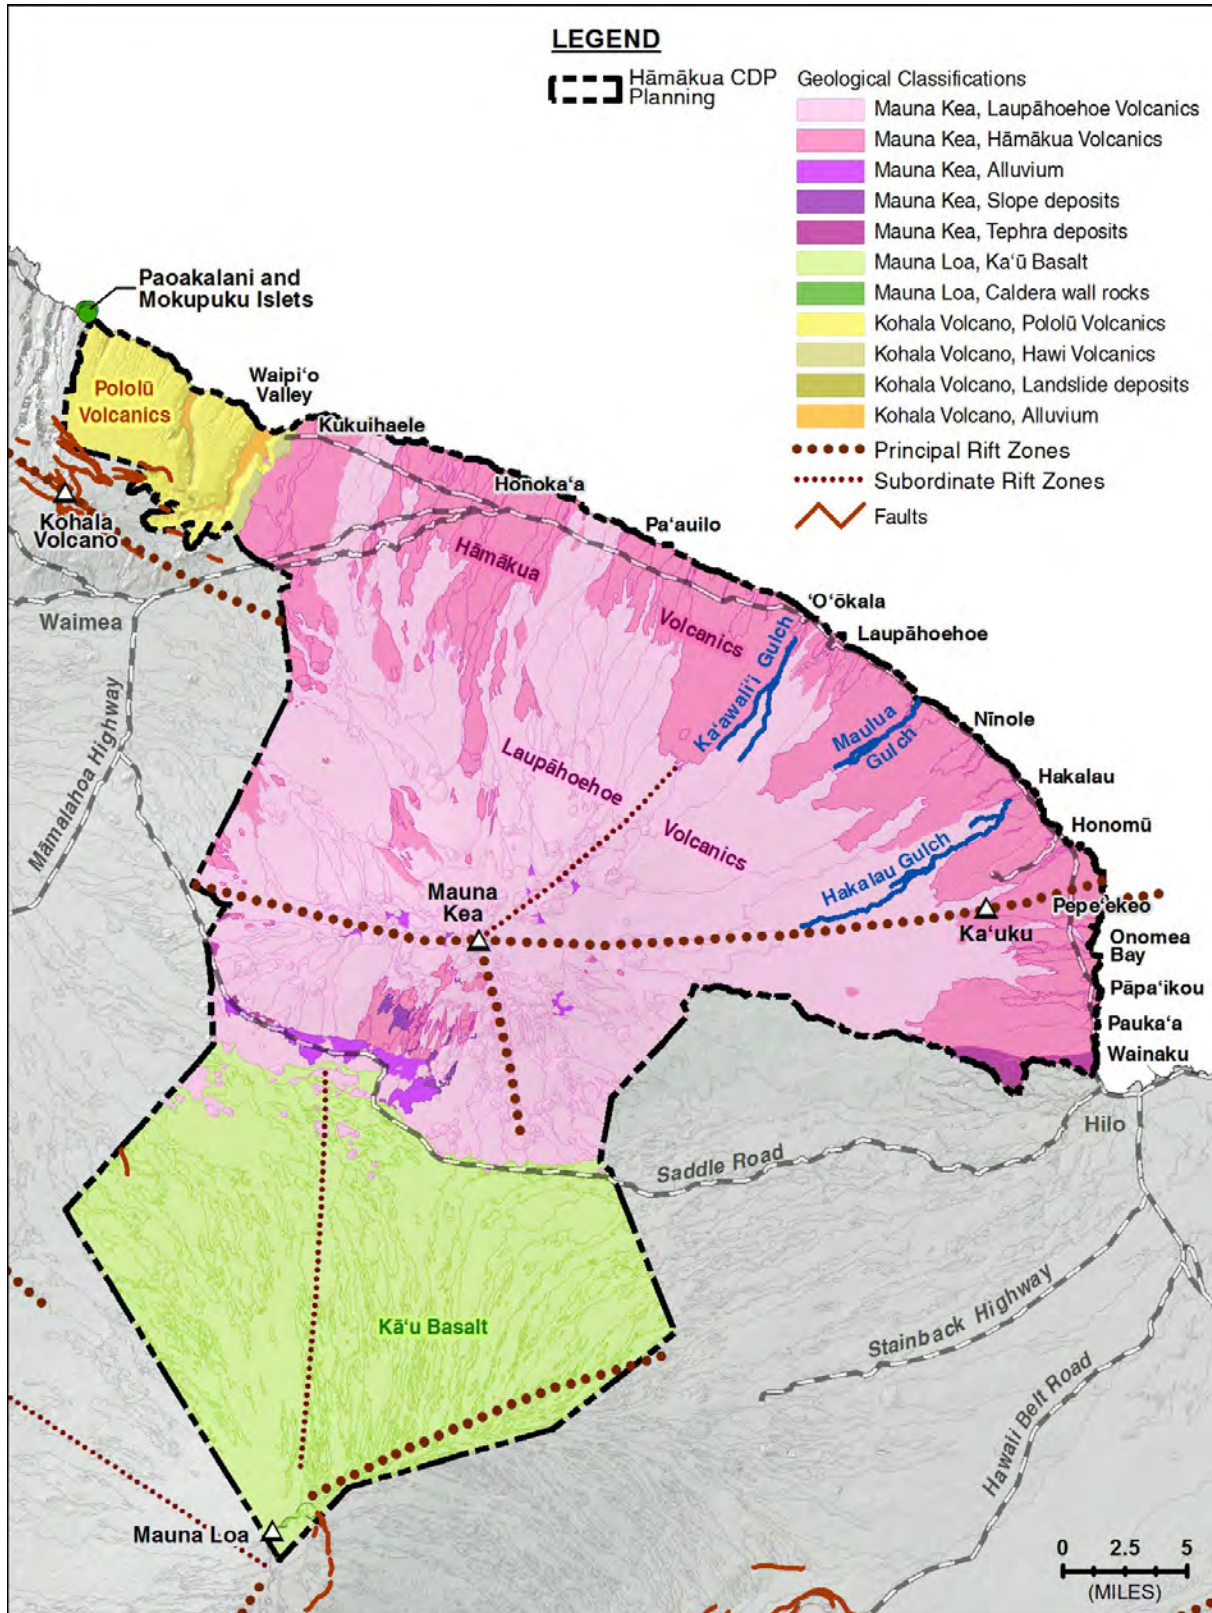 LEGEND
Hāmākua CDP
Planning
Geological Classifications
Mauna Kea, Laupāhoehoe Volcanics
Mauna Kea, Hāmākua Volcanics
Mauna Kea, Alluvium
Mauna Kea, Slope deposits
Mauna Kea, Tephra deposits
Mauna Loa, Kaʻū Basalt
Mauna Loa, Caldera wall rocks
Kohala Volcano, Pololū Volcanics
Kohala Volcano, Hawi Volcanics
Kohala Volcano, Landslide deposits
Kohala Volcano, Alluvium
Principal Rift Zones
Subordinate Rift Zones
Faults
Paoakalani and
Mokupuku Islets
Pololū
Volcanics
Waipiʻo
Valley
Kūkuihaele
Honokaʻa
Paʻauilo
Kohala
Volcano
Hāmākua
Volcanics
ʻOʻōkala
Laupāhoehoe
Waimea
Kaʻawaliʻi Gulch
Maulua
Gulch
Nīnole
Māmalahoa Highway
Laupāhoehoe
Volcanics
Hakalau
Honomū
Hakalau Gulch
Mauna
Kea
Kaʻuku
Pepeʻekeo
Onomea
Bay
Pāpaʻikou
Paukaʻa
Wainaku
Hilo
Saddle Road
Kāʻu Basalt
Stainback Highway
Hawaii Belt Road
Mauna Loa
0 2.5 5
(MILES)